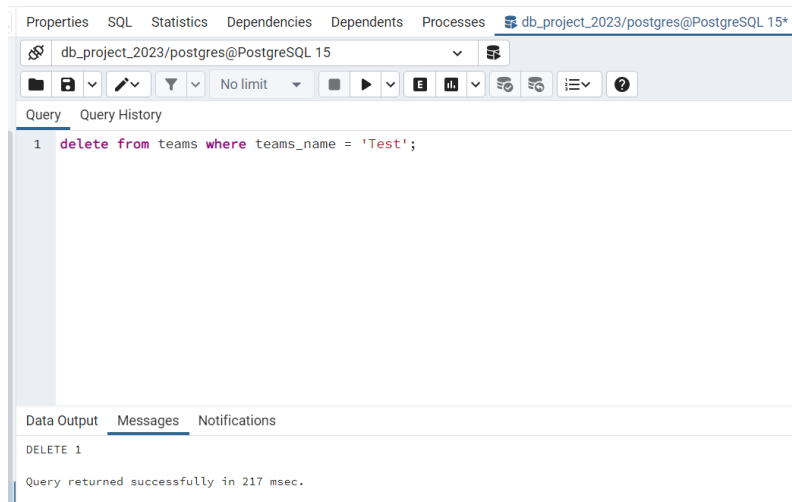 Properties SQL Statistics Dependencies Dependents Processes db_project_2023/postgres@PostgreSQL 15*
db_project_2023/postgres@PostgreSQL 15
No limit E
Query Query History
1 delete from teams where teams_name = 'Test';
Data Output Messages Notifications
DELETE 1
Query returned successfully in 217 msec.